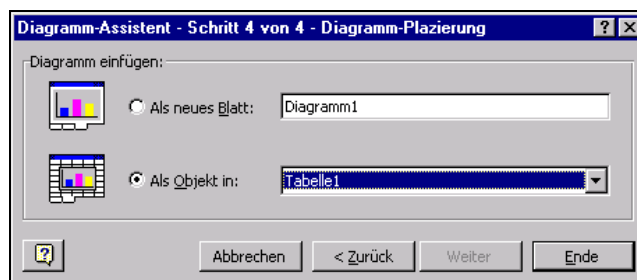 Diagramm-Assistent - Schritt 4 von 4 - Diagramm-Plazierung
Diagramm einfügen:
Als neues Blatt: Diagramm1
Als Objekt in: Tabelle1
Abbrechen < Zurück Weiter Ende